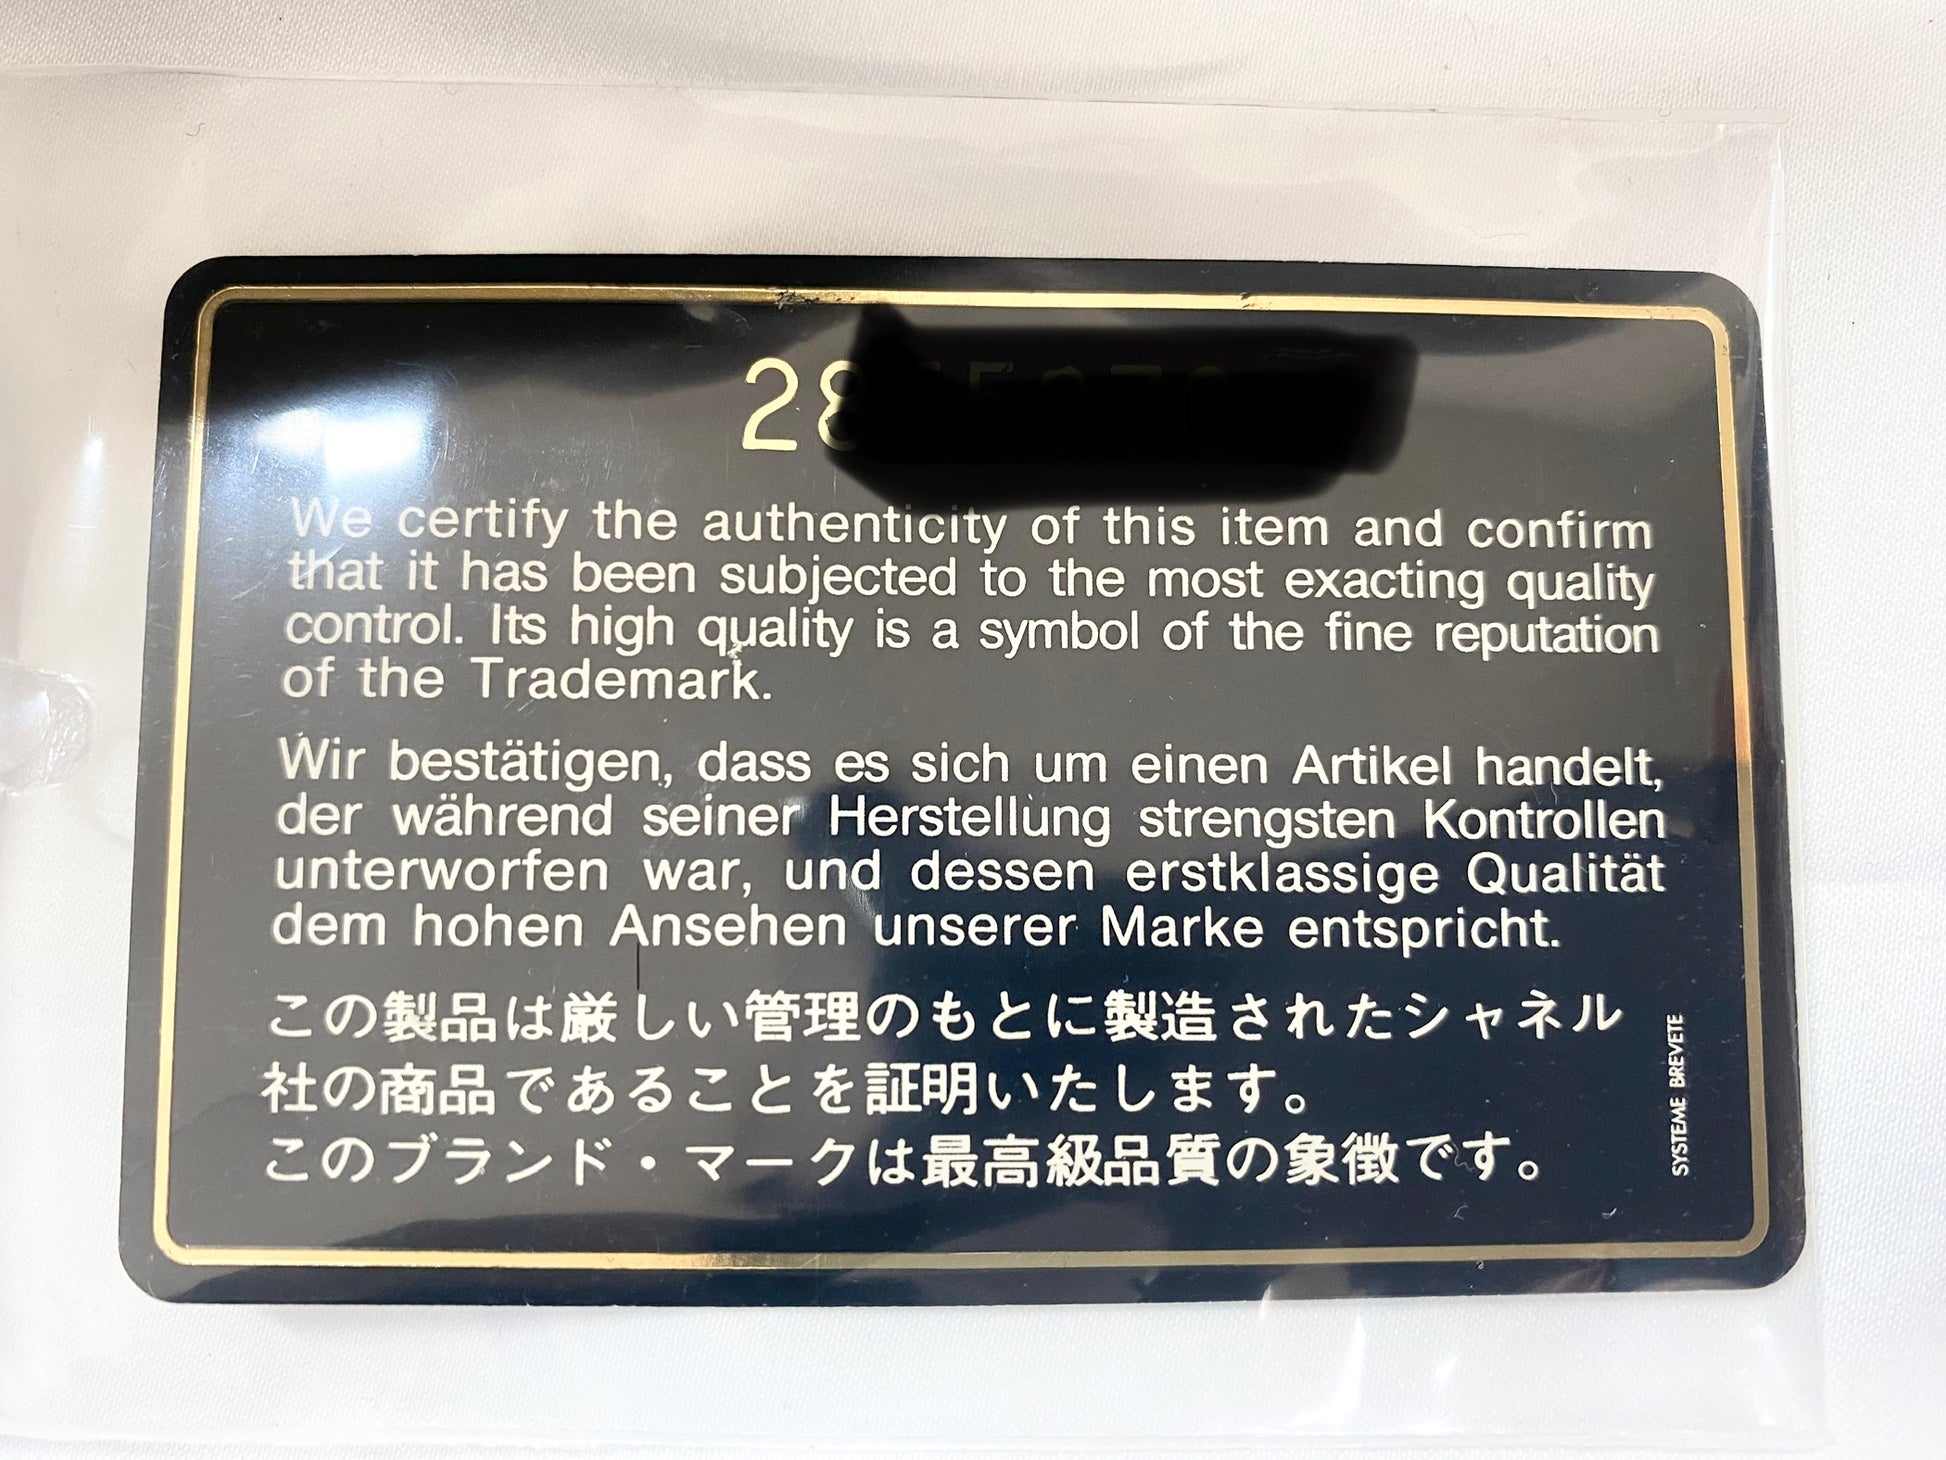 28
We certify the authenticity of this item and confirm
that it has been subjected to the most exacting quality
control. Its high quality is a symbol of the fine reputation
of the Trademark.
Wir bestätigen, dass es sich um einen Artikel handelt,
der während seiner Herstellung strengsten Kontrollen
unterworfen war, und dessen erstklassige Qualität
dem hohen Ansehen unserer Marke entspricht.
この製品は厳しい管理のもとに製造されたシャネル
社の商品であることを証明いたします。
このブランド・マークは最高級品質の象徴です。
SYSTEME BREVETE